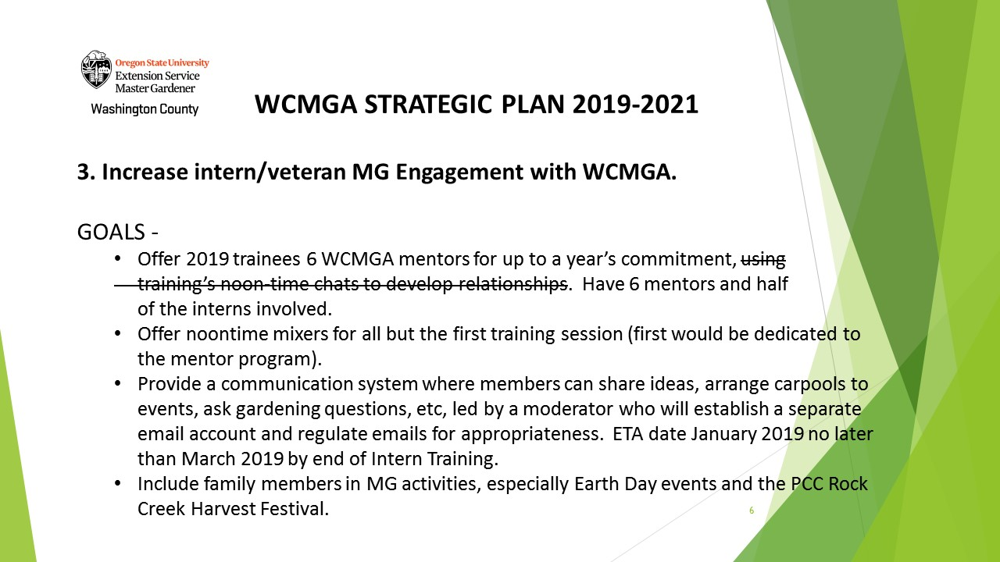 Oregon State University
Extension Service
Master Gardener
Washington County
WCMGA STRATEGIC PLAN 2019-2021
3. Increase intern/veteran MG Engagement with WCMGA.
GOALS -
• Offer 2019 trainees 6 WCMGA mentors for up to a year’s commitment, using
training’s noon-time chats to develop relationships. Have 6 mentors and half
of the interns involved.
• Offer noontime mixers for all but the first training session (first would be dedicated to
the mentor program).
• Provide a communication system where members can share ideas, arrange carpools to
events, ask gardening questions, etc, led by a moderator who will establish a separate
email account and regulate emails for appropriateness. ETA date January 2019 no later
than March 2019 by end of Intern Training.
• Include family members in MG activities, especially Earth Day events and the PCC Rock
Creek Harvest Festival.
6